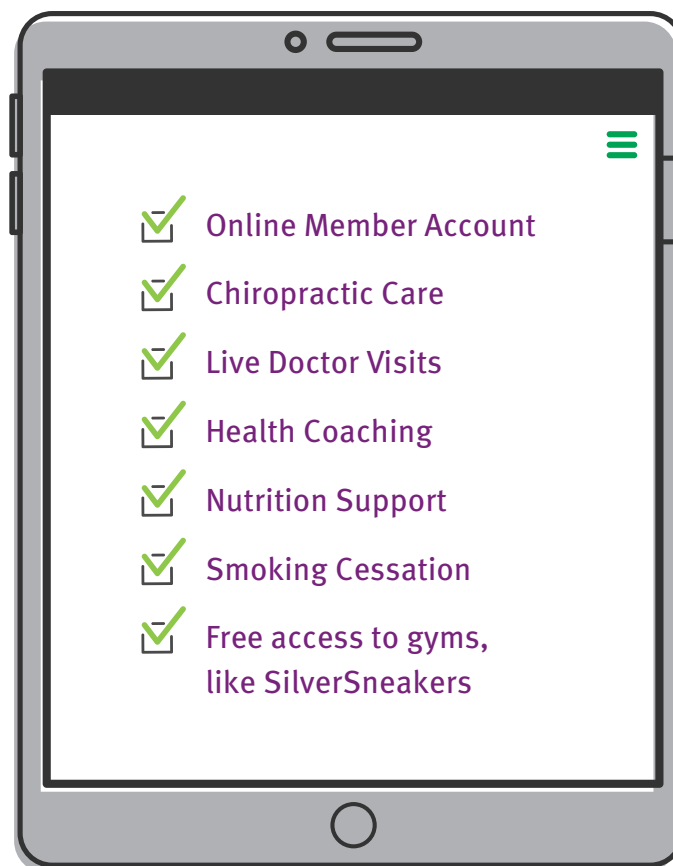 Online Member Account
Chiropractic Care
Live Doctor Visits
Health Coaching
Nutrition Support
Smoking Cessation
Free access to gyms,
like SilverSneakers